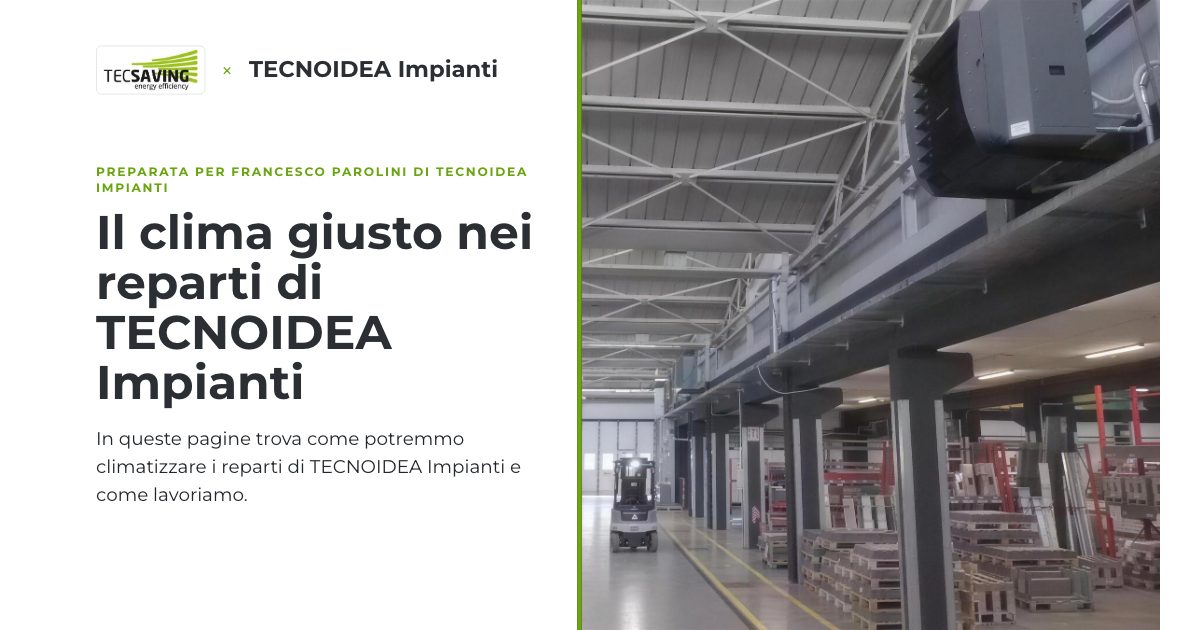 TECSAVING
energy efficiency
× TECNOIDEA Impianti
PREPARATA PER FRANCESCO PAROLINI DI TECNOIDEA
IMPIANTI
Il clima giusto nei
reparti di
TECNOIDEA
Impianti
In queste pagine trova come potremmo
climatizzare i reparti di TECNOIDEA Impianti e
come lavoriamo.